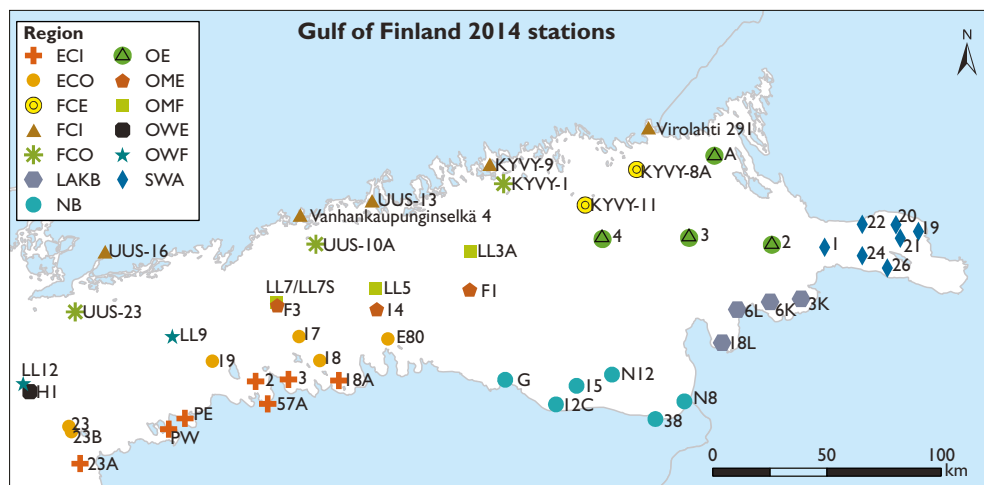 Gulf of Finland 2014 stations
Region
ECI
ECO
FCE
FCI
FCO
LAKB
NB
OE
OME
OMF
OWE
OWF
SWA
N
Virolahti 291
A
KYVY-9
KYVY-8A
KYVY-1
UUS-13
KYVY-11
Vanhankaupunginselkä 4
22
20
19
UUS-16
UUS-10A
LL3A
4
3
2
1
21
24
26
LL7/LL7S
LL5
F1
F3
14
6L
6K
3K
UUS-23
LL9
17
E80
18L
19
18
LL12
H1
2
3
18A
G
15
N12
57A
12C
N8
38
PE
PW
23
23B
23A
0 25 50 100
km